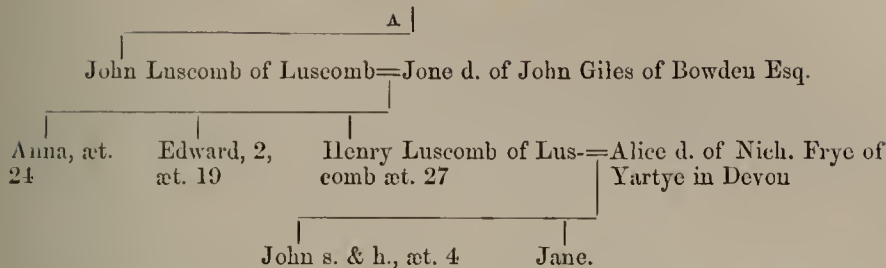 A
John Luscomb of Luscomb=Jone d. of John Giles of Bowden Esq.
Anna, æt. 24
Edward, 2, æt. 19
Henry Luscomb of Lus-=Alice d. of Nich. Frye of
comb æt. 27
Yartye in Devon
John s. & h., æt. 4
Jane.